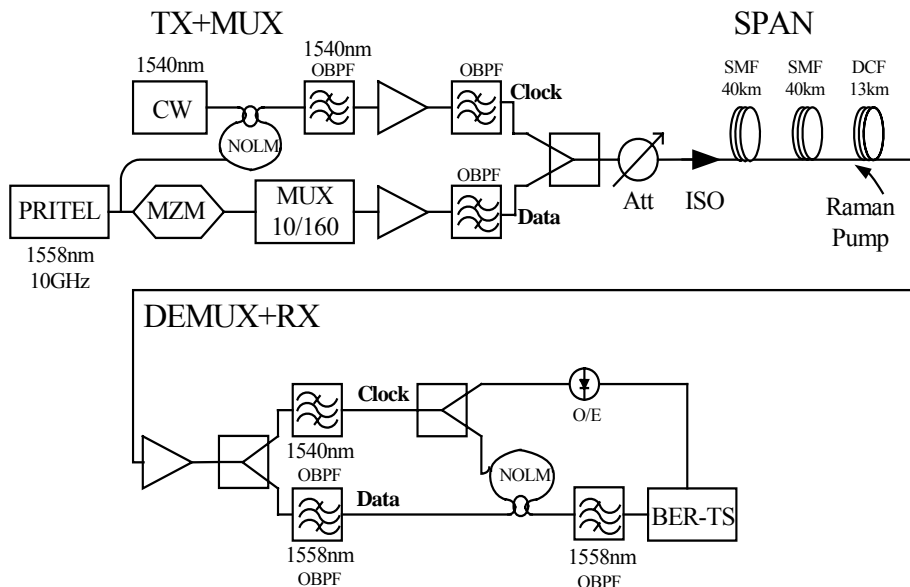 TX+MUX
SPAN
1540nm
CW
NOLM
1540nm
OBPF
OBPF
Clock
SMF
40km
SMF
40km
DCF
13km
PRITEL
1558nm
10GHz
MZM
MUX
10/160
OBPF
Data
Att
ISO
Raman
Pump
DEMUX+RX
Clock
1540nm
OBPF
O/E
NOLM
Data
1558nm
OBPF
1558nm
OBPF
BER-TS